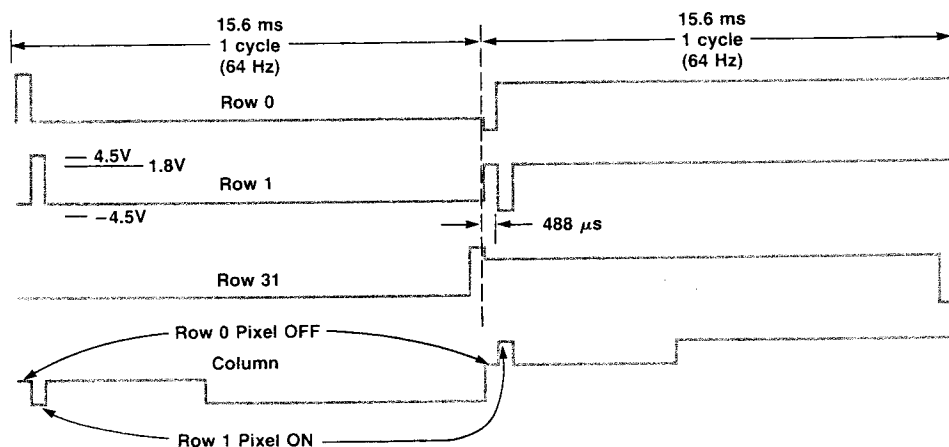 15.6 ms
1 cycle
(64 Hz)
15.6 ms
1 cycle
(64 Hz)
Row 0
4.5V
1.8V
Row 1
−4.5V
488 μs
Row 31
Row 0 Pixel OFF
Column
Row 1 Pixel ON